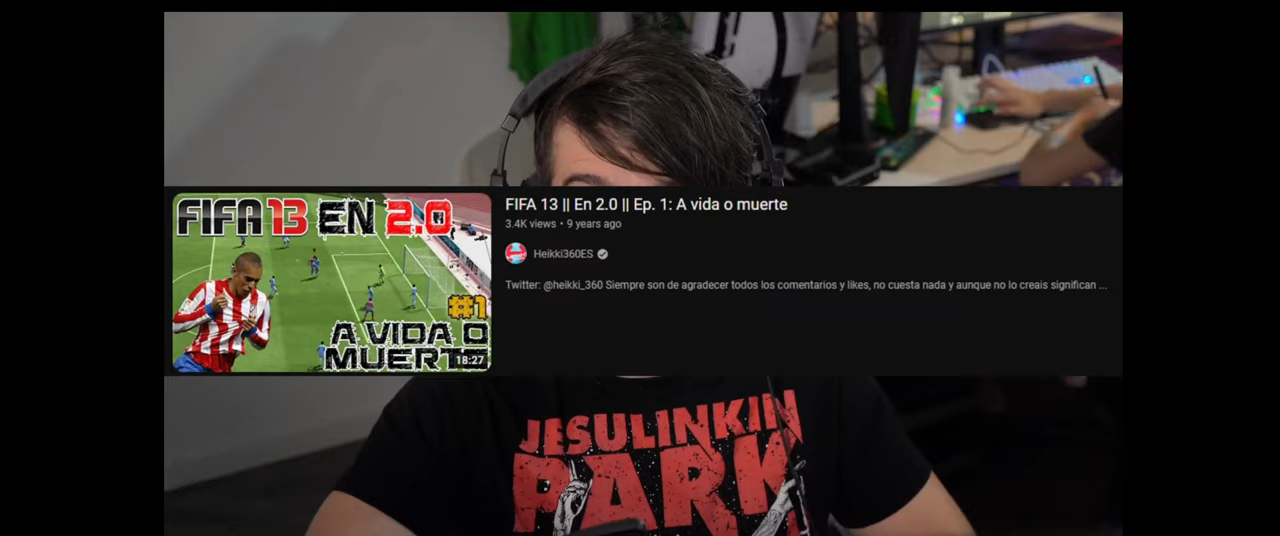 FIFA 13 EN 2.0
#1
A VIDA O
MUERTE
18:27
FIFA 13 || En 2.0 || Ep. 1: A vida o muerte
3.4K views • 9 years ago
Heikki360ES
Twitter: @heikki_360 Siempre son de agradecer todos los comentarios y likes, no cuesta nada y aunque no lo creais significan ...
JESULINKIN
PARK